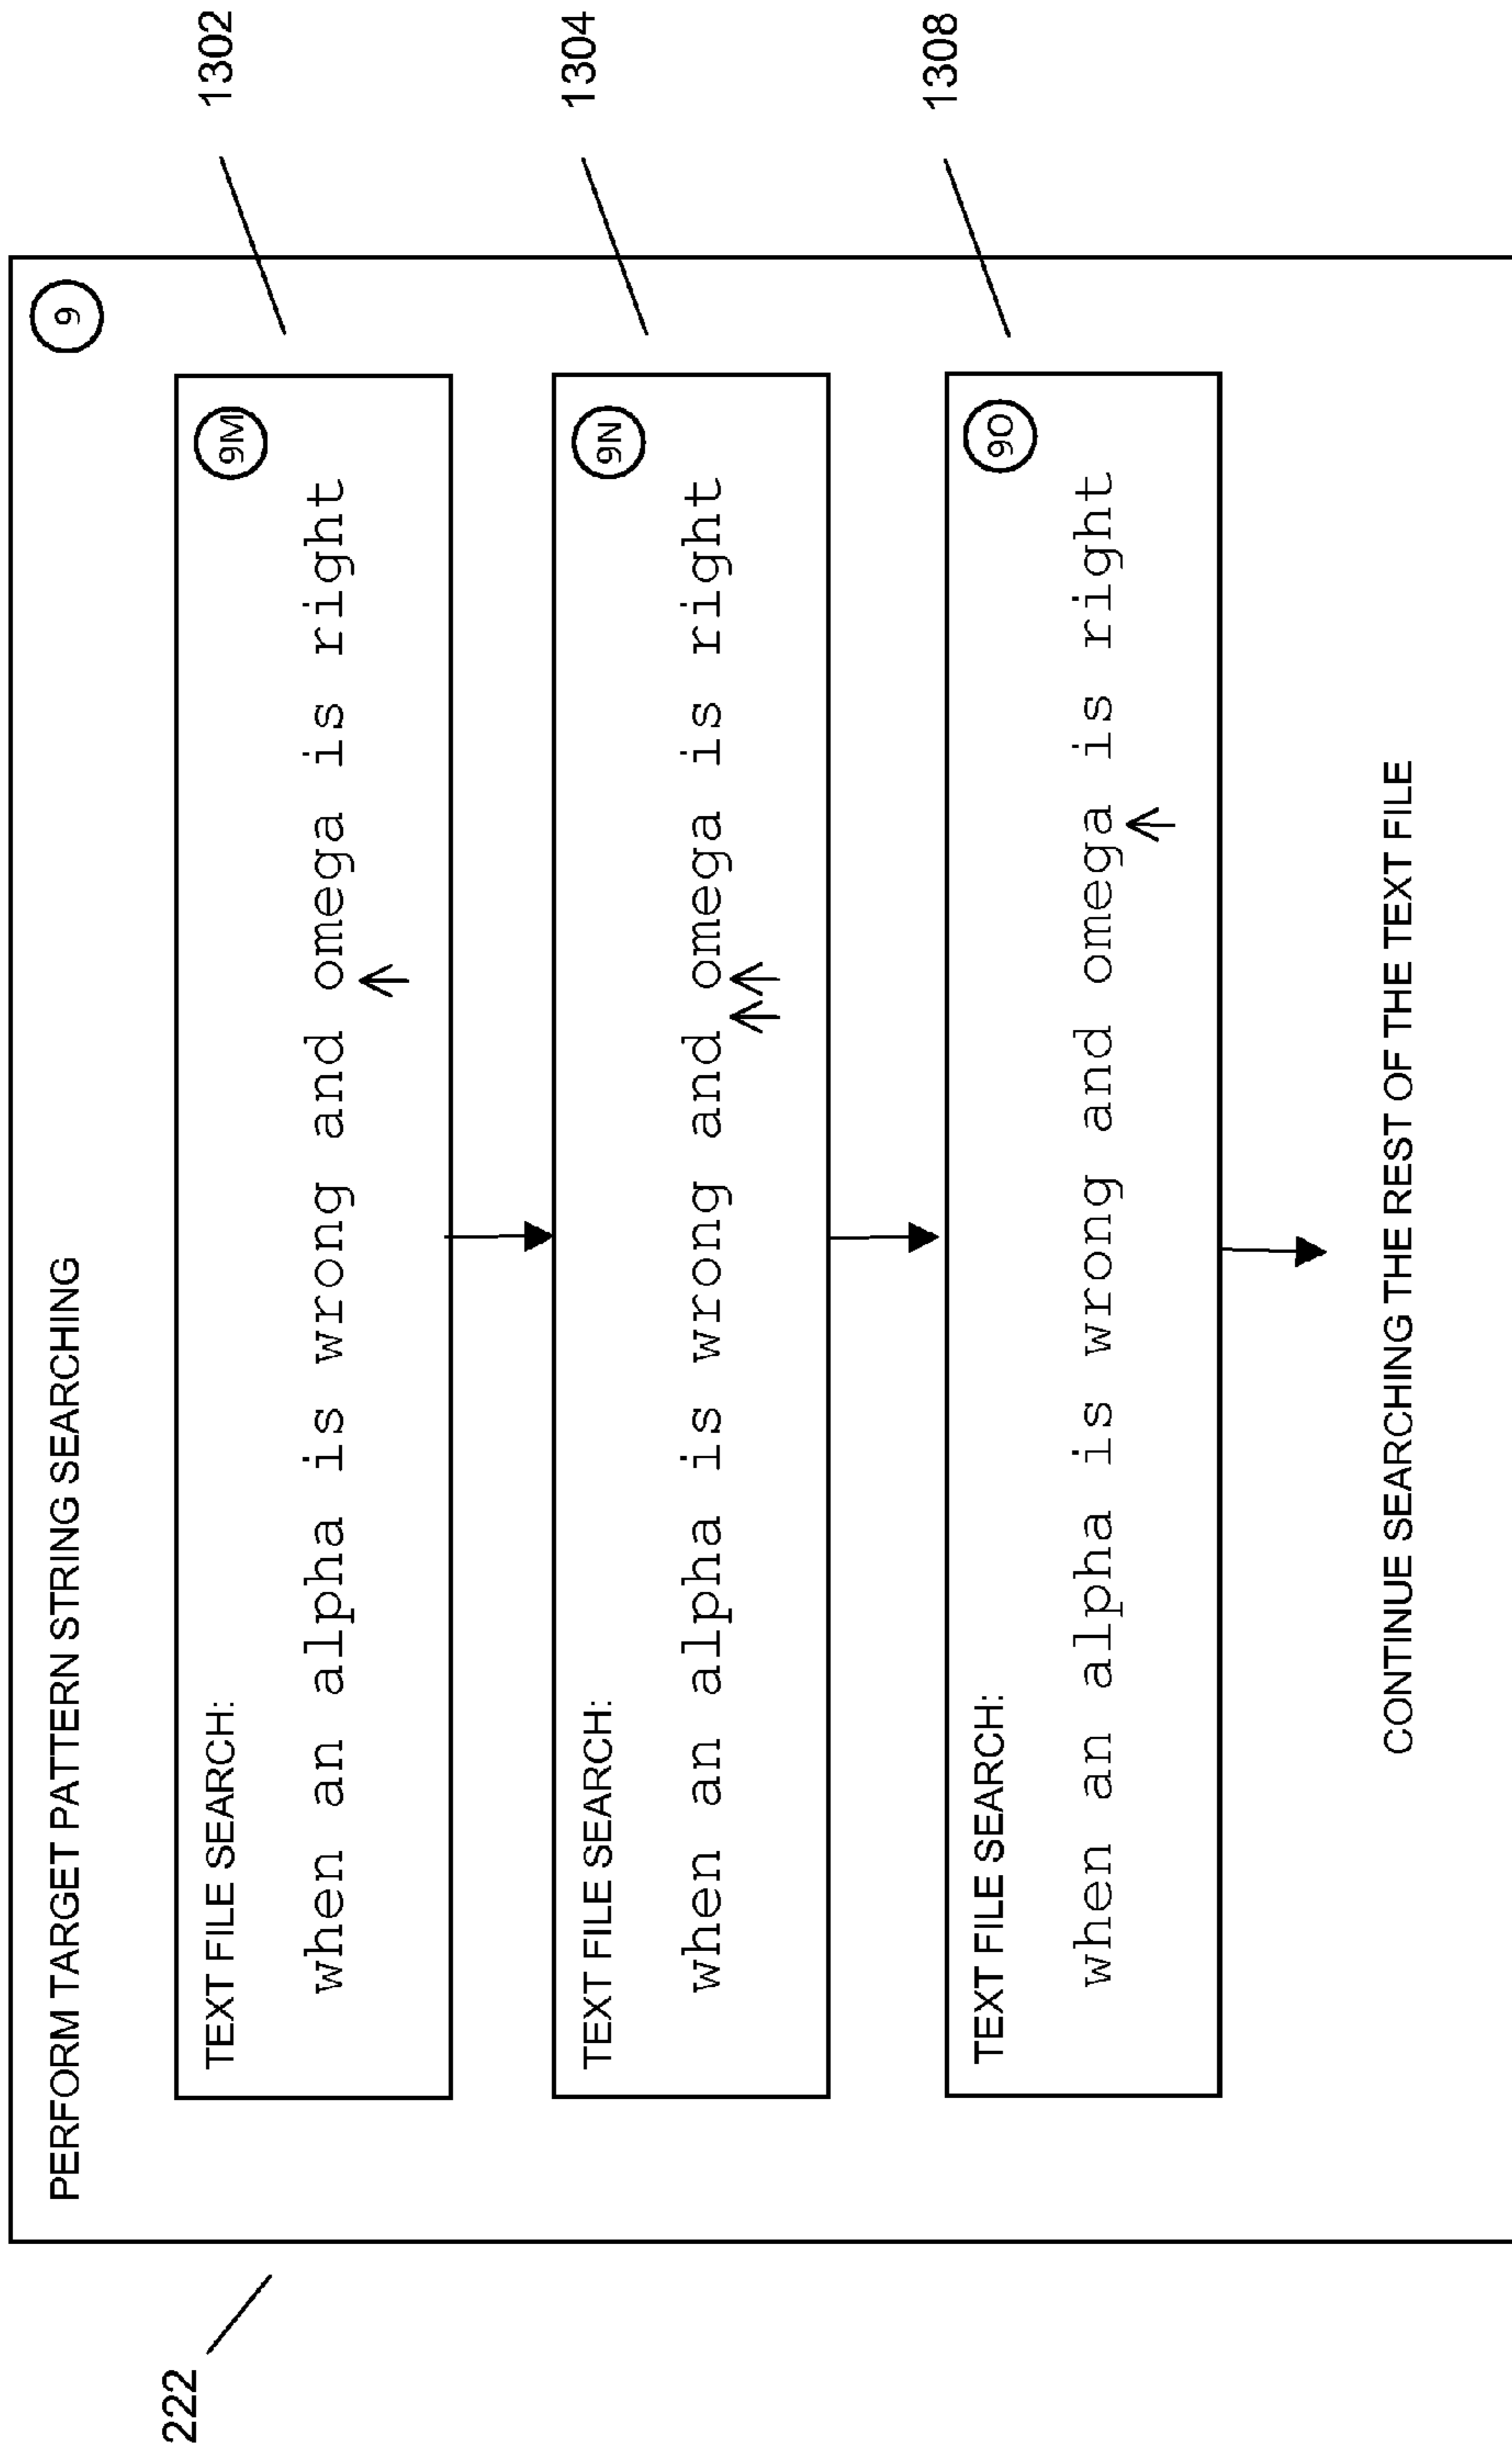 222
PERFORM TARGET PATTERN STRING SEARCHING
9
TEXT FILE SEARCH:
9M
1302
when an alpha is wrong and omega is right
TEXT FILE SEARCH:
9N
1304
when an alpha is wrong and omega is right
TEXT FILE SEARCH:
9O
1308
when an alpha is wrong and omega is right
CONTINUE SEARCHING THE REST OF THE TEXT FILE